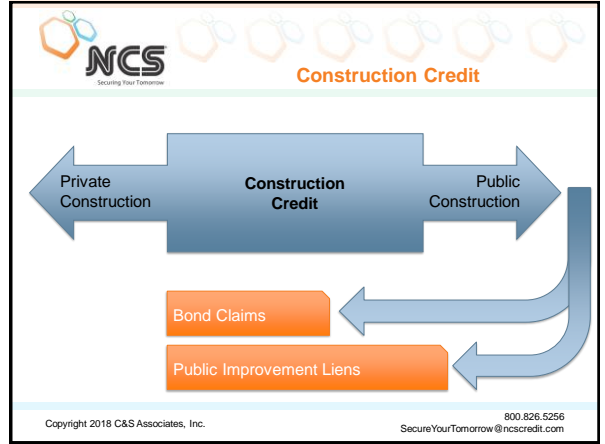 NCS
Securing Your Tomorrow
Construction Credit
Private
Construction
Construction
Credit
Public
Construction
Bond Claims
Public Improvement Liens
Copyright 2018 C&S Associates, Inc.
800.826.5256
SecureYourTomorrow@ncscredit.com